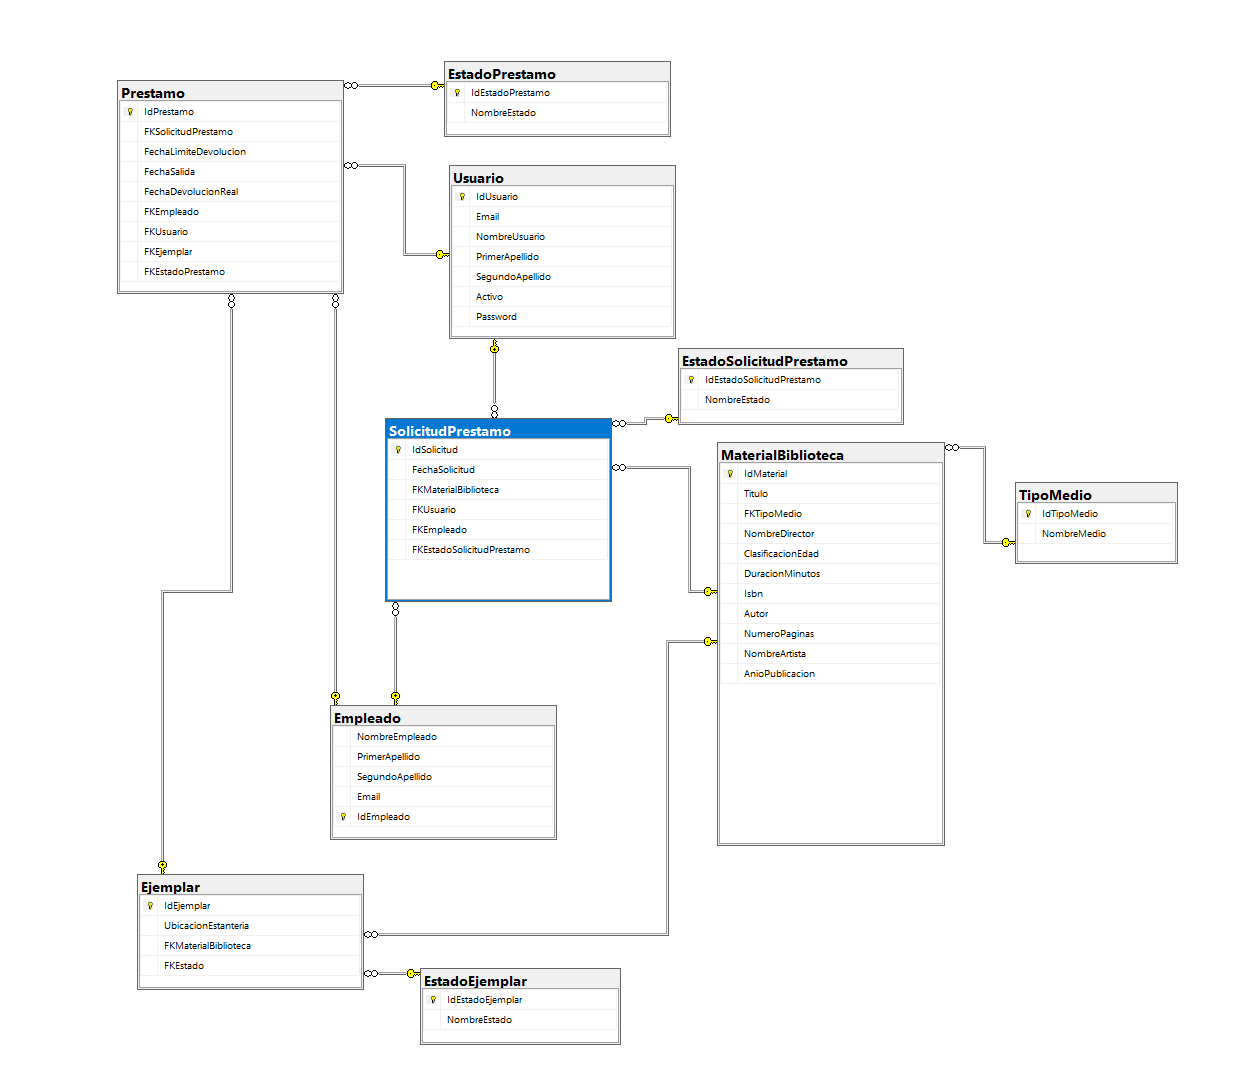 Prestamo
IdPrestamo
FKSolicitudPrestamo
FechaLimiteDevolucion
FechaSalida
FechaDevolucionReal
FKEmpleado
FKUsuario
FKEjemplar
FKEstadoPrestamo
EstadoPrestamo
IdEstadoPrestamo
NombreEstado
Usuario
IdUsuario
Email
NombreUsuario
PrimerApellido
SegundoApellido
Activo
Password
EstadoSolicitudPrestamo
IdEstadoSolicitudPrestamo
NombreEstado
SolicitudPrestamo
IdSolicitud
FechaSolicitud
FKMaterialBiblioteca
FKUsuario
FKEmpleado
FKEstadoSolicitudPrestamo
MaterialBiblioteca
IdMaterial
Titulo
FKTipoMedio
NombreDirector
ClasificacionEdad
DuracionMinutos
Isbn
Autor
NumeroPaginas
NombreArtista
AnioPublicacion
TipoMedio
IdTipoMedio
NombreMedio
Empleado
NombreEmpleado
PrimerApellido
SegundoApellido
Email
IdEmpleado
Ejemplar
IdEjemplar
UbicacionEstanteria
FKMaterialBiblioteca
FKEstado
EstadoEjemplar
IdEstadoEjemplar
NombreEstado